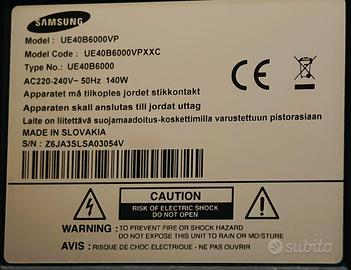 SAMSUNG
Model : UE40B6000VP
Model Code : UE40B6000VPXXC
Type No. : UE40B6000
AC220-240V~ 50Hz 140W
Apparatet må tilkoples jordet stikkontakt
Apparaten skall anslutas till jordat uttag
Laite on liitettävä suojamaadoitus-koskettimilla varustettuun pistorasiaan
MADE IN SLOVAKIA
S/N : Z6JA3SLSA03054V
CE
CAUTION
RISK OF ELECTRIC SHOCK
DO NOT OPEN
WARNING : TO PREVENT FIRE OR SHOCK HAZARD
DO NOT EXPOSE THIS UNIT TO RAIN OR MOISTURE
AVIS : RISQUE DE CHOC ELECTRIQUE, NE PAS OUVRIR.
subito